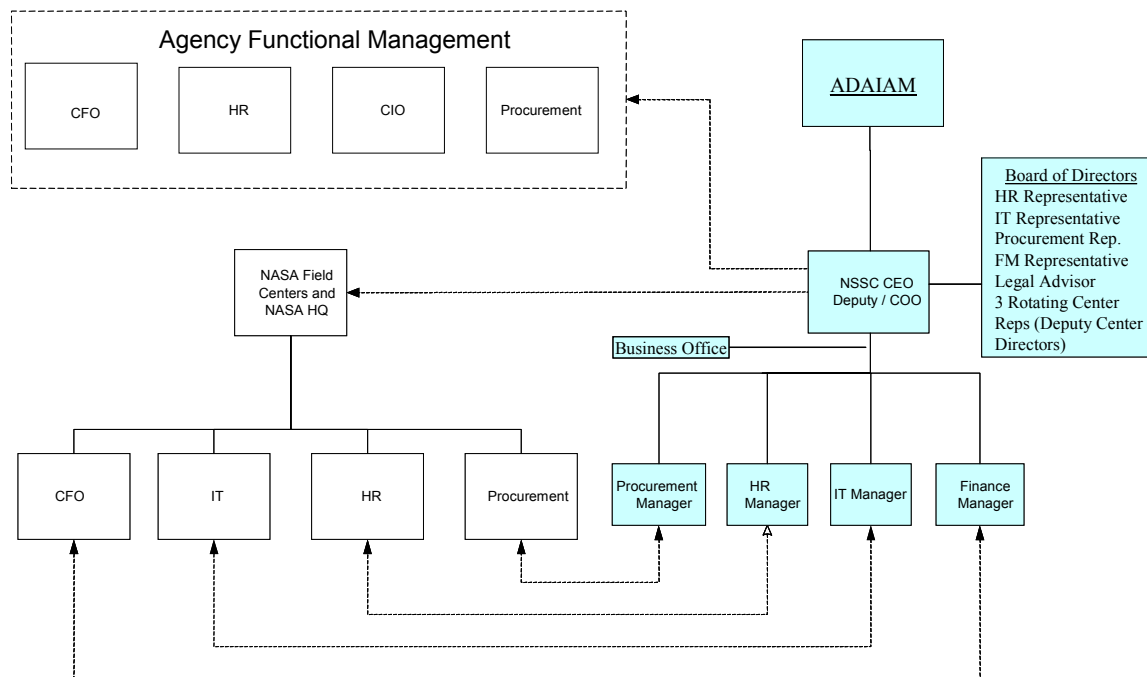 Agency Functional Management
CFO
HR
CIO
Procurement
ADAIAM
Board of Directors
HR Representative
IT Representative
Procurement Rep.
FM Representative
Legal Advisor
3 Rotating Center
Reps (Deputy Center
Directors)
NASA Field
Centers and
NASA HQ
NSSC CEO
Deputy / COO
Business Office
CFO
IT
HR
Procurement
Procurement
Manager
HR
Manager
IT Manager
Finance
Manager